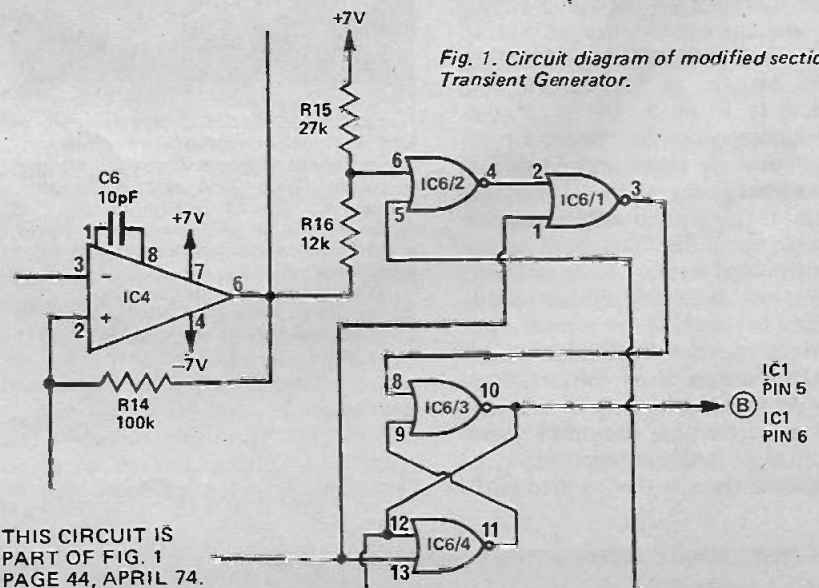 +7V
Fig. 1. Circuit diagram of modified sectio
Transient Generator.
R15
27k
C6
10pF
6
IC6/2
4
2
IC6/1
3
5
1
R16
12k
+7V
1
8
7
3
−
IC4
6
+
2
4
−7V
R14
100k
8
IC6/3
10
9
IC1
PIN 5
B
IC1
PIN 6
12
IC6/4
11
13
THIS CIRCUIT IS
PART OF FIG. 1
PAGE 44, APRIL 74.